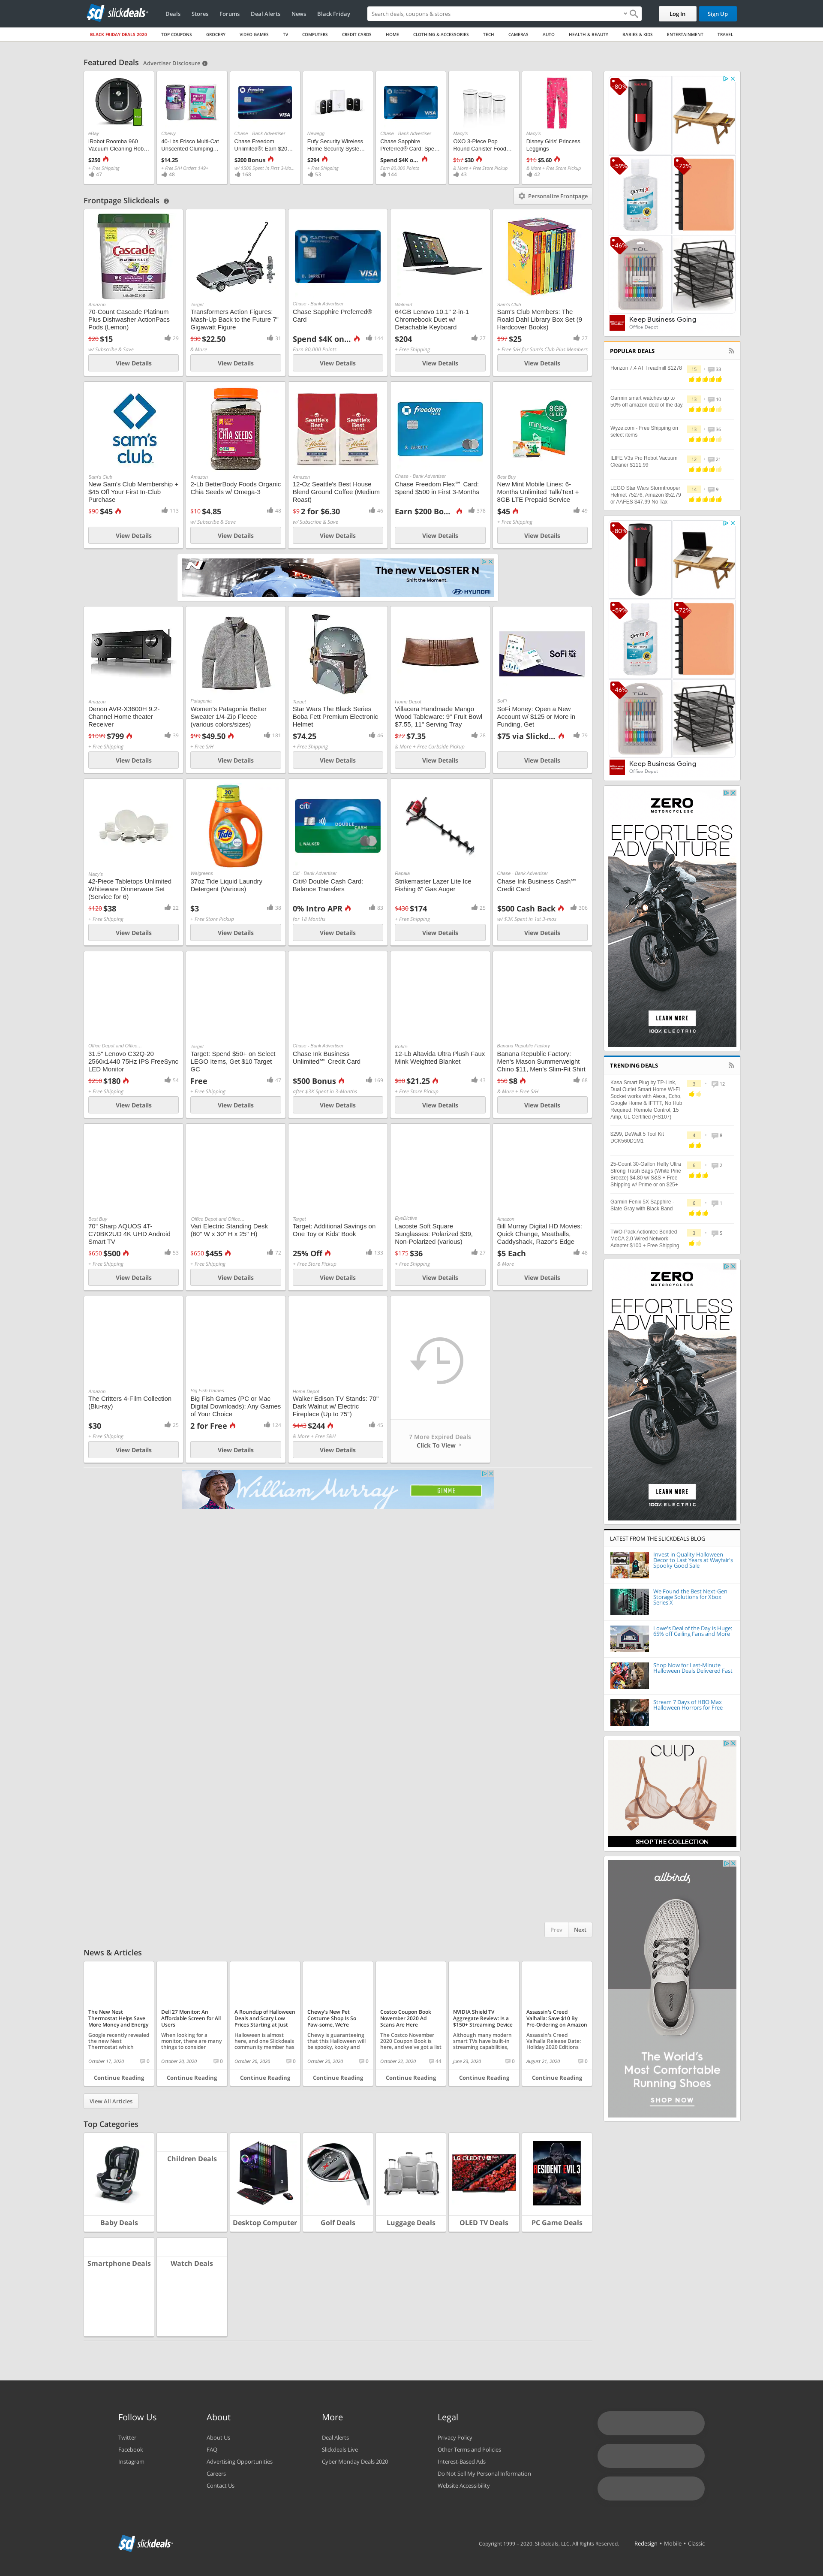 sd slickdeals
Deals Stores Forums Deal Alerts News Black Friday
Search deals, coupons & stores
Log In
Sign Up
BLACK FRIDAY DEALS 2020 TOP COUPONS GROCERY VIDEO GAMES TV COMPUTERS CREDIT CARDS HOME CLOTHING & ACCESSORIES TECH CAMERAS AUTO HEALTH & BEAUTY BABIES & KIDS ENTERTAINMENT TRAVEL
Featured Deals Advertiser Disclosure
eBay
iRobot Roomba 960
Vacuum Cleaning Rob...
$250
+ Free Shipping
47
Chewy
40-Lbs Frisco Multi-Cat
Unscented Clumping...
$14.25
+ Free S/H Orders $49+
48
Chase - Bank Advertiser
Chase Freedom
Unlimited®: Earn $20...
$200 Bonus
w/ $500 Spent in First 3-Mo...
168
Newegg
Eufy Security Wireless
Home Security Syste...
$294
+ Free Shipping
53
Chase - Bank Advertiser
Chase Sapphire
Preferred® Card: Spe...
Spend $4K o...
Earn 80,000 Points
144
Macy's
OXO 3-Piece Pop
Round Canister Food...
$67 $30
& More + Free Store Pickup
43
Macy's
Disney Girls' Princess
Leggings
$16 $5.60
& More + Free Store Pickup
42
Frontpage Slickdeals
Personalize Frontpage
Amazon
70-Count Cascade Platinum
Plus Dishwasher ActionPacs
Pods (Lemon)
$20 $15
29
w/ Subscribe & Save
View Details
Target
Transformers Action Figures:
Mash-Up Back to the Future 7"
Gigawatt Figure
$30 $22.50
31
& More
View Details
Chase - Bank Advertiser
Chase Sapphire Preferred®
Card
Spend $4K on...
144
Earn 80,000 Points
View Details
Walmart
64GB Lenovo 10.1" 2-in-1
Chromebook Duet w/
Detachable Keyboard
$204
27
+ Free Shipping
View Details
Sam's Club
Sam's Club Members: The
Roald Dahl Library Box Set (9
Hardcover Books)
$97 $25
27
+ Free S/H for Sam's Club Plus Members
View Details
Sam's Club
New Sam's Club Membership +
$45 Off Your First In-Club
Purchase
$90 $45
113
View Details
Amazon
2-Lb BetterBody Foods Organic
Chia Seeds w/ Omega-3
$10 $4.85
46
w/ Subscribe & Save
View Details
Amazon
12-Oz Seattle's Best House
Blend Ground Coffee (Medium
Roast)
$9 2 for $6.30
46
w/ Subscribe & Save
View Details
Chase - Bank Advertiser
Chase Freedom Flex℠ Card:
Spend $500 in First 3-Months
Earn $200 Bo...
378
View Details
Best Buy
New Mint Mobile Lines: 6-
Months Unlimited Talk/Text +
8GB LTE Prepaid Service
$45
49
+ Free Shipping
View Details
The new VELOSTER N
Shift the Moment.
HYUNDAI
Amazon
Denon AVR-X3600H 9.2-
Channel Home theater
Receiver
$1099 $799
39
+ Free Shipping
View Details
Patagonia
Women's Patagonia Better
Sweater 1/4-Zip Fleece
(various colors/sizes)
$99 $49.50
181
+ Free S/H
View Details
Target
Star Wars The Black Series
Boba Fett Premium Electronic
Helmet
$74.25
46
+ Free Shipping
View Details
Home Depot
Villacera Handmade Mango
Wood Tableware: 9" Fruit Bowl
$7.55, 11" Serving Tray
$22 $7.35
28
& More + Free Curbside Pickup
View Details
SoFi
SoFi Money: Open a New
Account w/ $125 or More in
Funding, Get
$75 via Slickd...
79
View Details
Macy's
42-Piece Tabletops Unlimited
Whiteware Dinnerware Set
(Service for 6)
$120 $38
22
+ Free Shipping
View Details
Walgreens
37oz Tide Liquid Laundry
Detergent (Various)
$3
38
+ Free Store Pickup
View Details
Citi - Bank Advertiser
Citi® Double Cash Card:
Balance Transfers
0% Intro APR
83
for 18 Months
View Details
Rapala
Strikemaster Lazer Lite Ice
Fishing 6" Gas Auger
$430 $174
25
+ Free Shipping
View Details
Chase - Bank Advertiser
Chase Ink Business Cash℠
Credit Card
$500 Cash Back
306
w/ $3K Spent in 1st 3-mos
View Details
Office Depot and Office...
31.5" Lenovo C32Q-20
2560x1440 75Hz IPS FreeSync
LED Monitor
$250 $180
54
+ Free Shipping
View Details
Target
Target: Spend $50+ on Select
LEGO Items, Get $10 Target
GC
Free
47
+ Free Shipping
View Details
Chase - Bank Advertiser
Chase Ink Business
Unlimited℠ Credit Card
$500 Bonus
169
after $3K Spent in 3 Months
View Details
Kohl's
12-Lb Altavida Ultra Plush Faux
Mink Weighted Blanket
$80 $21.25
43
+ Free Store Pickup
View Details
Banana Republic Factory
Banana Republic Factory:
Men's Mason Summerweight
Chino $11, Men's Slim-Fit Shirt
$50 $8
68
& More + Free S/H
View Details
Best Buy
70" Sharp AQUOS 4T-
C70BK2UD 4K UHD Android
Smart TV
$650 $500
53
+ Free Shipping
View Details
Office Depot and Office...
Vari Electric Standing Desk
(60" W x 30" H x 25" H)
$650 $455
72
+ Free Shipping
View Details
Target
Target: Additional Savings on
One Toy or Kids' Book
25% Off
133
+ Free Store Pickup
View Details
EyeDictive
Lacoste Soft Square
Sunglasses: Polarized $39,
Non-Polarized (various)
$175 $36
27
+ Free Shipping
View Details
Amazon
Bill Murray Digital HD Movies:
Quick Change, Meatballs,
Caddyshack, Razor's Edge
$5 Each
48
& More
View Details
Amazon
The Critters 4-Film Collection
(Blu-ray)
$30
25
+ Free Shipping
View Details
Big Fish Games
Big Fish Games (PC or Mac
Digital Downloads): Any Games
of Your Choice
2 for Free
124
View Details
Home Depot
Walker Edison TV Stands: 70"
Dark Walnut w/ Electric
Fireplace (Up to 75")
$443 $244
45
& More + Free S&H
View Details
7 More Expired Deals
Click To View
William Murray
GIMME
Prev Next
News & Articles
The New Nest
Thermostat Helps Save
More Money and Energy
Google recently revealed
the new Nest
Thermostat which
October 17, 2020 0
Continue Reading
Dell 27 Monitor: An
Affordable Screen for All
Users
When looking for a
monitor, there are many
things to consider
October 20, 2020 0
Continue Reading
A Roundup of Halloween
Deals and Scary Low
Prices Starting at Just
Halloween is almost
here, and one Slickdeals
community member has
October 20, 2020 0
Continue Reading
Chewy's New Pet
Costume Shop Is So
Paw-some, We're
Chewy is guaranteeing
that this Halloween will
be spooky, kooky and
October 20, 2020 0
Continue Reading
Costco Coupon Book
November 2020 Ad
Scans Are Here
The Costco November
2020 Coupon Book is
here, and we've got a list
October 22, 2020 44
Continue Reading
NVIDIA Shield TV
Aggregate Review: Is a
$150+ Streaming Device
Although many modern
smart TVs have built-in
streaming capabilities,
June 23, 2020 0
Continue Reading
Assassin's Creed
Valhalla: Save $10 By
Pre-Ordering on Amazon
Assassin's Creed
Valhalla Release Date:
Holiday 2020 Editions
August 21, 2020 0
Continue Reading
View All Articles
Top Categories
Baby Deals
Children Deals
Desktop Computer
Golf Deals
Luggage Deals
OLED TV Deals
PC Game Deals
Smartphone Deals
Watch Deals
-80%
-59%
-72%
-46%
Keep Business Going
Office Depot
POPULAR DEALS
Horizon 7.4 AT Treadmill $1278
15 33
Garmin smart watches up to
50% off amazon deal of the day
13 10
Wyze.com - Free Shipping on
select items
13 36
ILIFE V3s Pro Robot Vacuum
Cleaner $111.99
12 21
LEGO Star Wars Stormtrooper
Helmet 75276, Amazon $52.79
or AAFES $47.99 No Tax
14 9
-80%
-59%
-72%
-46%
Keep Business Going
Office Depot
ZERO
MOTORCYCLES
EFFORTLESS
ADVENTURE
LEARN MORE
100% ELECTRIC
TRENDING DEALS
Kasa Smart Plug by TP-Link,
Dual Outlet Smart Home Wi-Fi
Socket works with Alexa, Echo,
Google Home & IFTTT, No Hub
Required, Remote Control, 15
Amp, UL Certified (HS107)
3 12
$299, DeWalt 5 Tool Kit
DCK560D1M1
4 8
25-Count 30-Gallon Hefty Ultra
Strong Trash Bags (White Pine
Breeze) $4.80 w/ S&S + Free
Shipping w/ Prime or on $25+
6 2
Garmin Fenix 5X Sapphire -
Slate Gray with Black Band
6 1
TWO-Pack Actiontec Bonded
MoCA 2.0 Wired Network
Adapter $100 + Free Shipping
3 5
ZERO
MOTORCYCLES
EFFORTLESS
ADVENTURE
LEARN MORE
100% ELECTRIC
LATEST FROM THE SLICKDEALS BLOG
Invest in Quality Halloween
Decor to Last Years at Wayfair's
Spooky Good Sale
We Found the Best Next-Gen
Storage Solutions for Xbox
Series X
Lowe's Deal of the Day is Huge:
65% off Ceiling Fans and More
Shop Now for Last-Minute
Halloween Deals Delivered Fast
Stream 7 Days of HBO Max
Halloween Horrors for Free
CUUP
SHOP THE COLLECTION
allbirds
The World's
Most Comfortable
Running Shoes
SHOP NOW
Follow Us
Twitter
Facebook
Instagram
About
About Us
FAQ
Advertising Opportunities
Careers
Contact Us
More
Deal Alerts
Slickdeals Live
Cyber Monday Deals 2020
Legal
Privacy Policy
Other Terms and Policies
Interest-Based Ads
Do Not Sell My Personal Information
Website Accessibility
sd slickdeals
Copyright 1999 - 2020. Slickdeals, LLC. All Rights Reserved. Redesign • Mobile • Classic